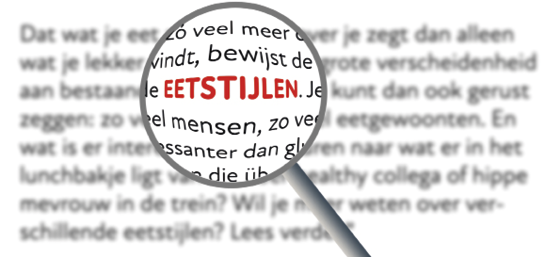 Dat wat je eet zó veel meer over je zegt dan alleen
wat je lekker vindt, bewijst de grote verscheidenheid
aan bestaande EETSTIJLEN. Je kunt dan ook gerust
zeggen: zo veel mensen, zo veel eetgewoonten. En
wat is er interessanter dan gluren naar wat er in het
lunchbakje ligt van die überhealthy collega of hippe
mevrouw in de trein? Wil je meer weten over ver-
schillende eetstijlen? Lees